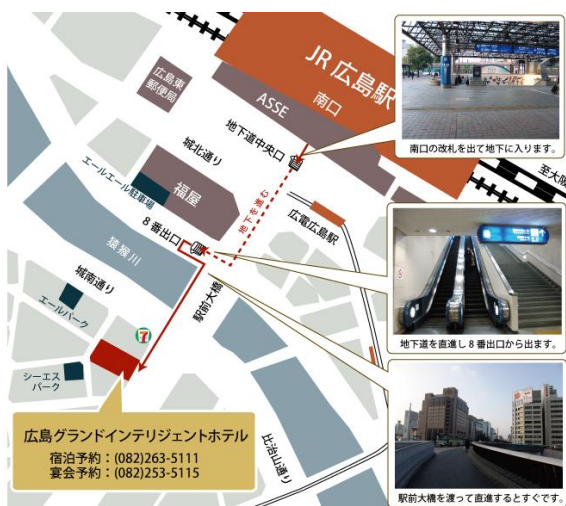 JR 広島駅
南口
ASSE
広島東
郵便局
地下道中央口
南口の改札を出て地下に入ります。
至大阪
城北通り
エールエール駐車場
福屋
地下を進む
広電広島駅
8番出口
猿猴川
城南通り
駅前大橋
エールパーク
地下道を直進し8番出口から出ます。
7
シーエス
パーク
広島グランドインテリジェントホテル
宿泊予約：(082)263-5111
宴会予約：(082)253-5115
比治山通り
駅前大橋を渡って直進するとすぐです。